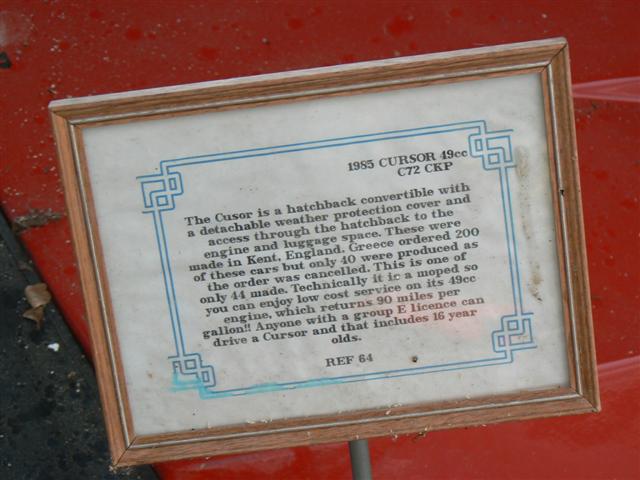 1985 CURSOR 49cc
C72 CKP
The Cusor is a hatchback convertible with
a detachable weather protection cover and
access through the hatchback to the
engine and luggage space. These were
made in Kent, England. Greece ordered 200
of these cars but only 40 were produced as
the order was cancelled. This is one of
only 44 made. Technically it is a moped so
you can enjoy low cost service on its 49cc
engine, which returns 90 miles per
gallon!! Anyone with a group E licence can
drive a Cursor and that includes 16 year
olds.
REF 64